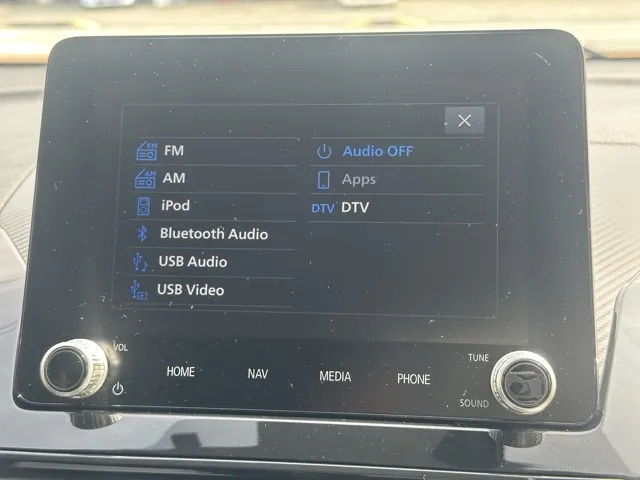 FM
AM
iPod
Bluetooth Audio
USB Audio
USB Video
Audio OFF
Apps
DTV DTV
VOL
HOME
NAV
MEDIA
PHONE
TUNE
SOUND